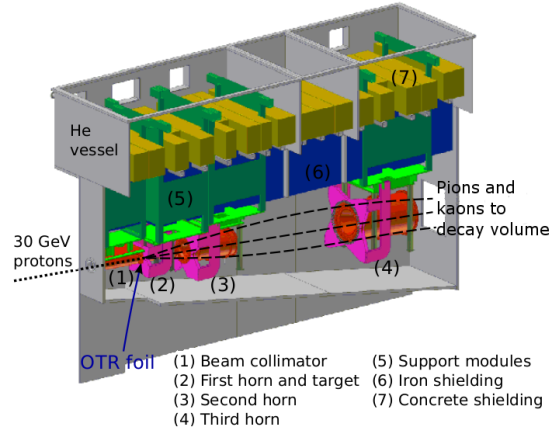 (7)
He
vessel
(6)
(5)
Pions and
kaons to
decay volume
30 GeV
protons
(1)
(2)
(3)
(4)
OTR foil
(1) Beam collimator
(2) First horn and target
(3) Second horn
(4) Third horn
(5) Support modules
(6) Iron shielding
(7) Concrete shielding